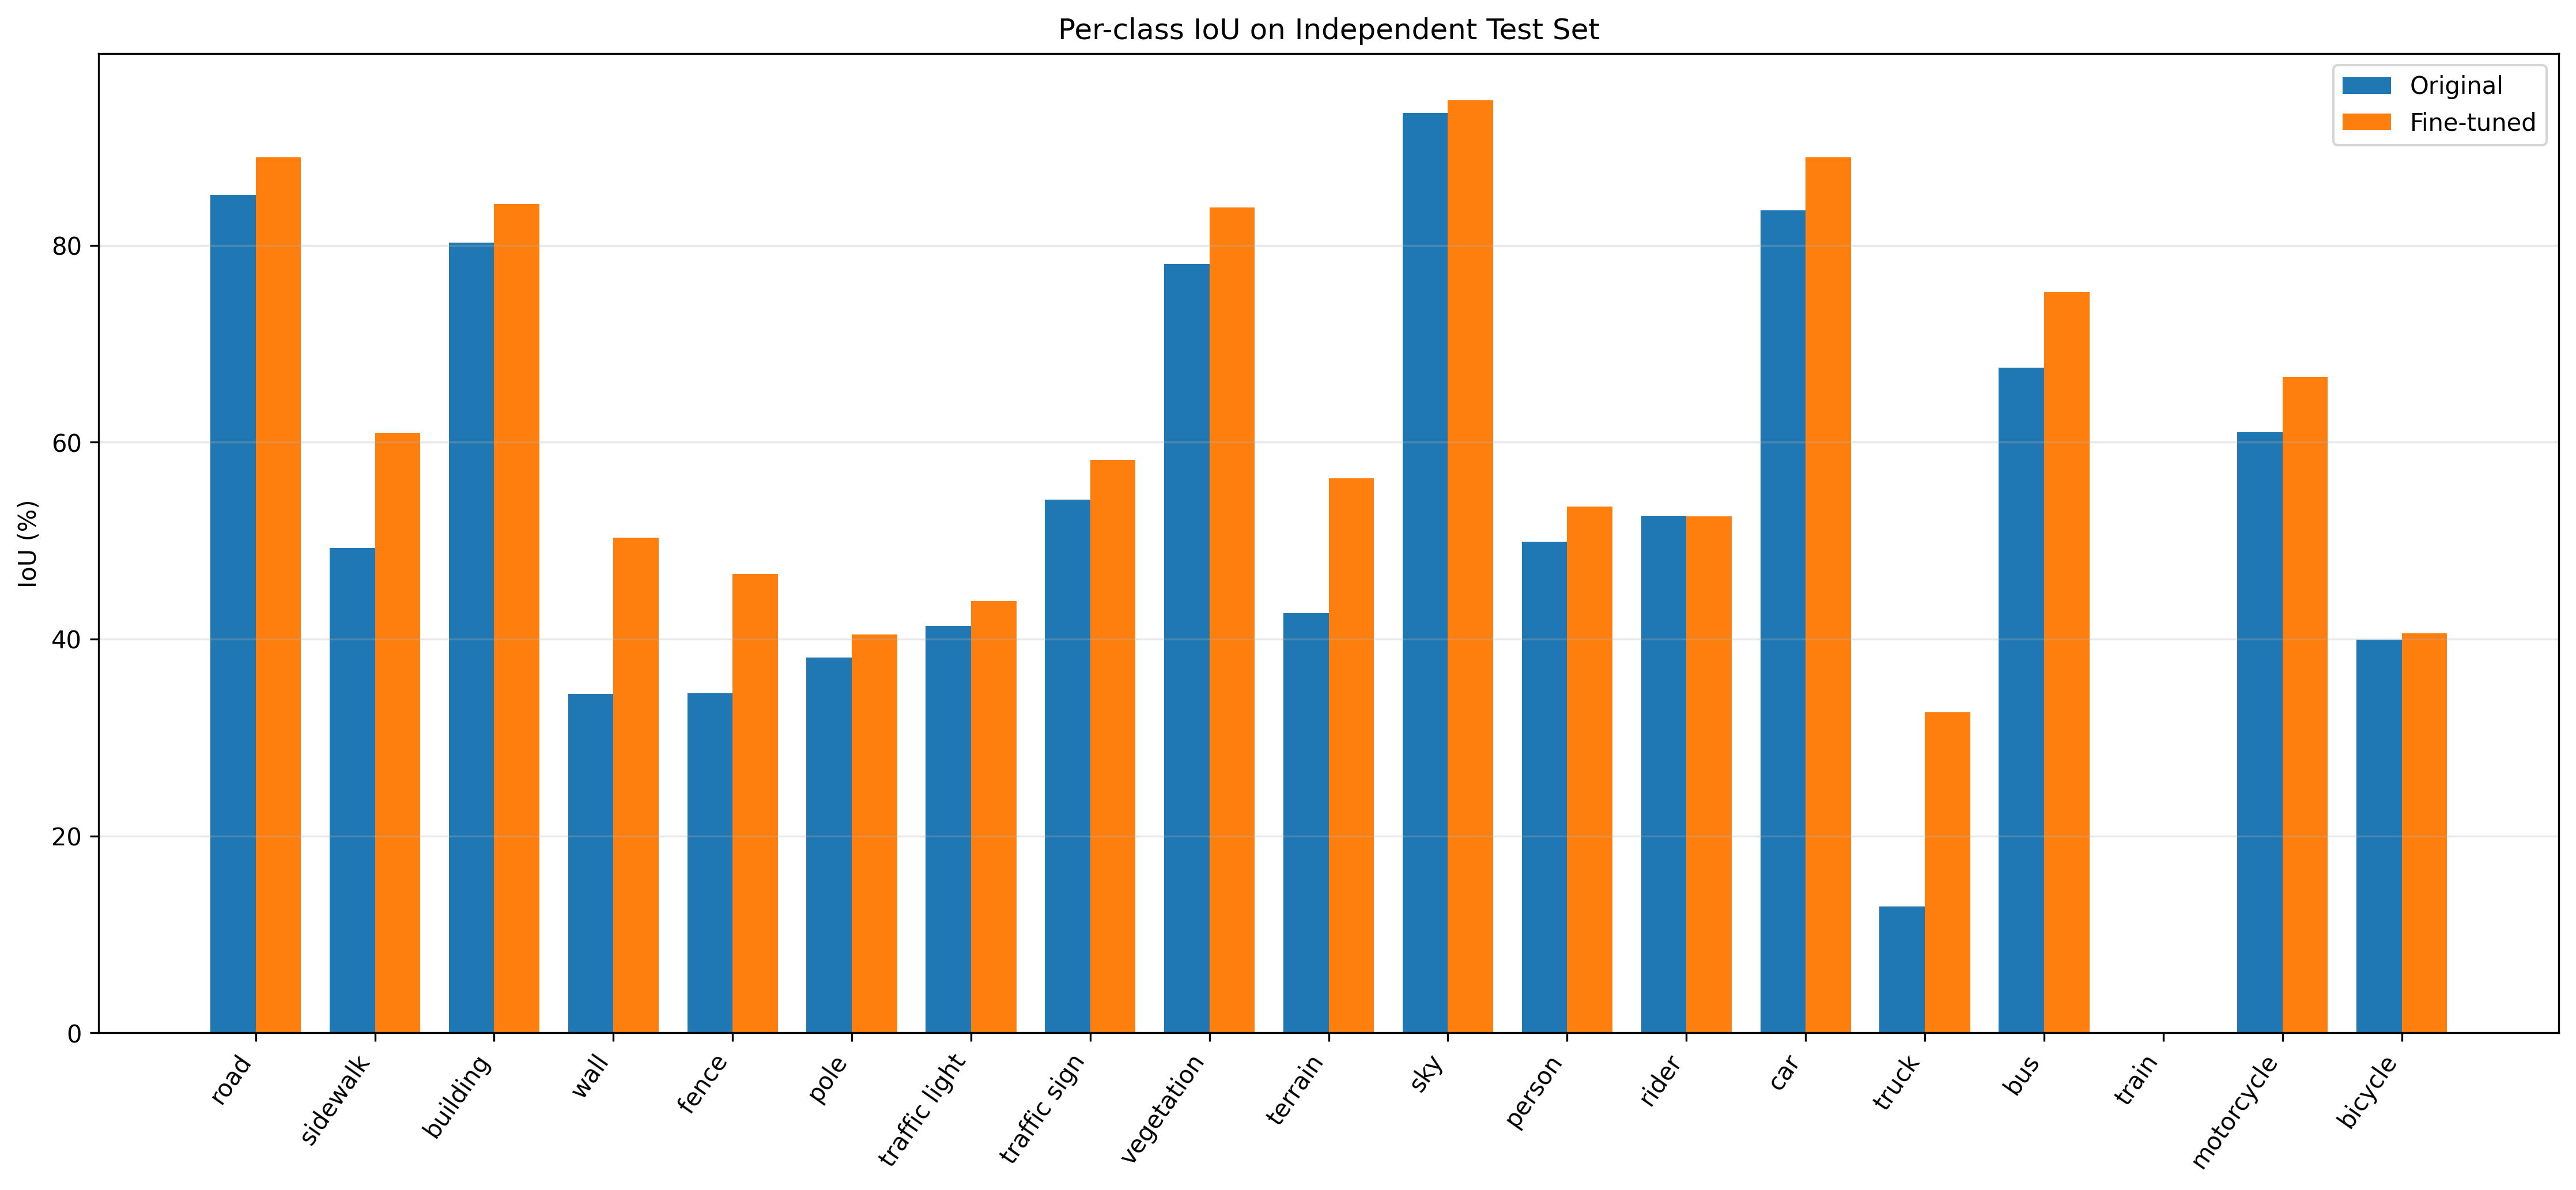 Per-class IoU on Independent Test Set
Original
Fine-tuned
IoU (%)
80
60
40
20
0
road
sidewalk
building
wall
fence
pole
traffic light
traffic sign
vegetation
terrain
sky
person
rider
car
truck
bus
train
motorcycle
bicycle